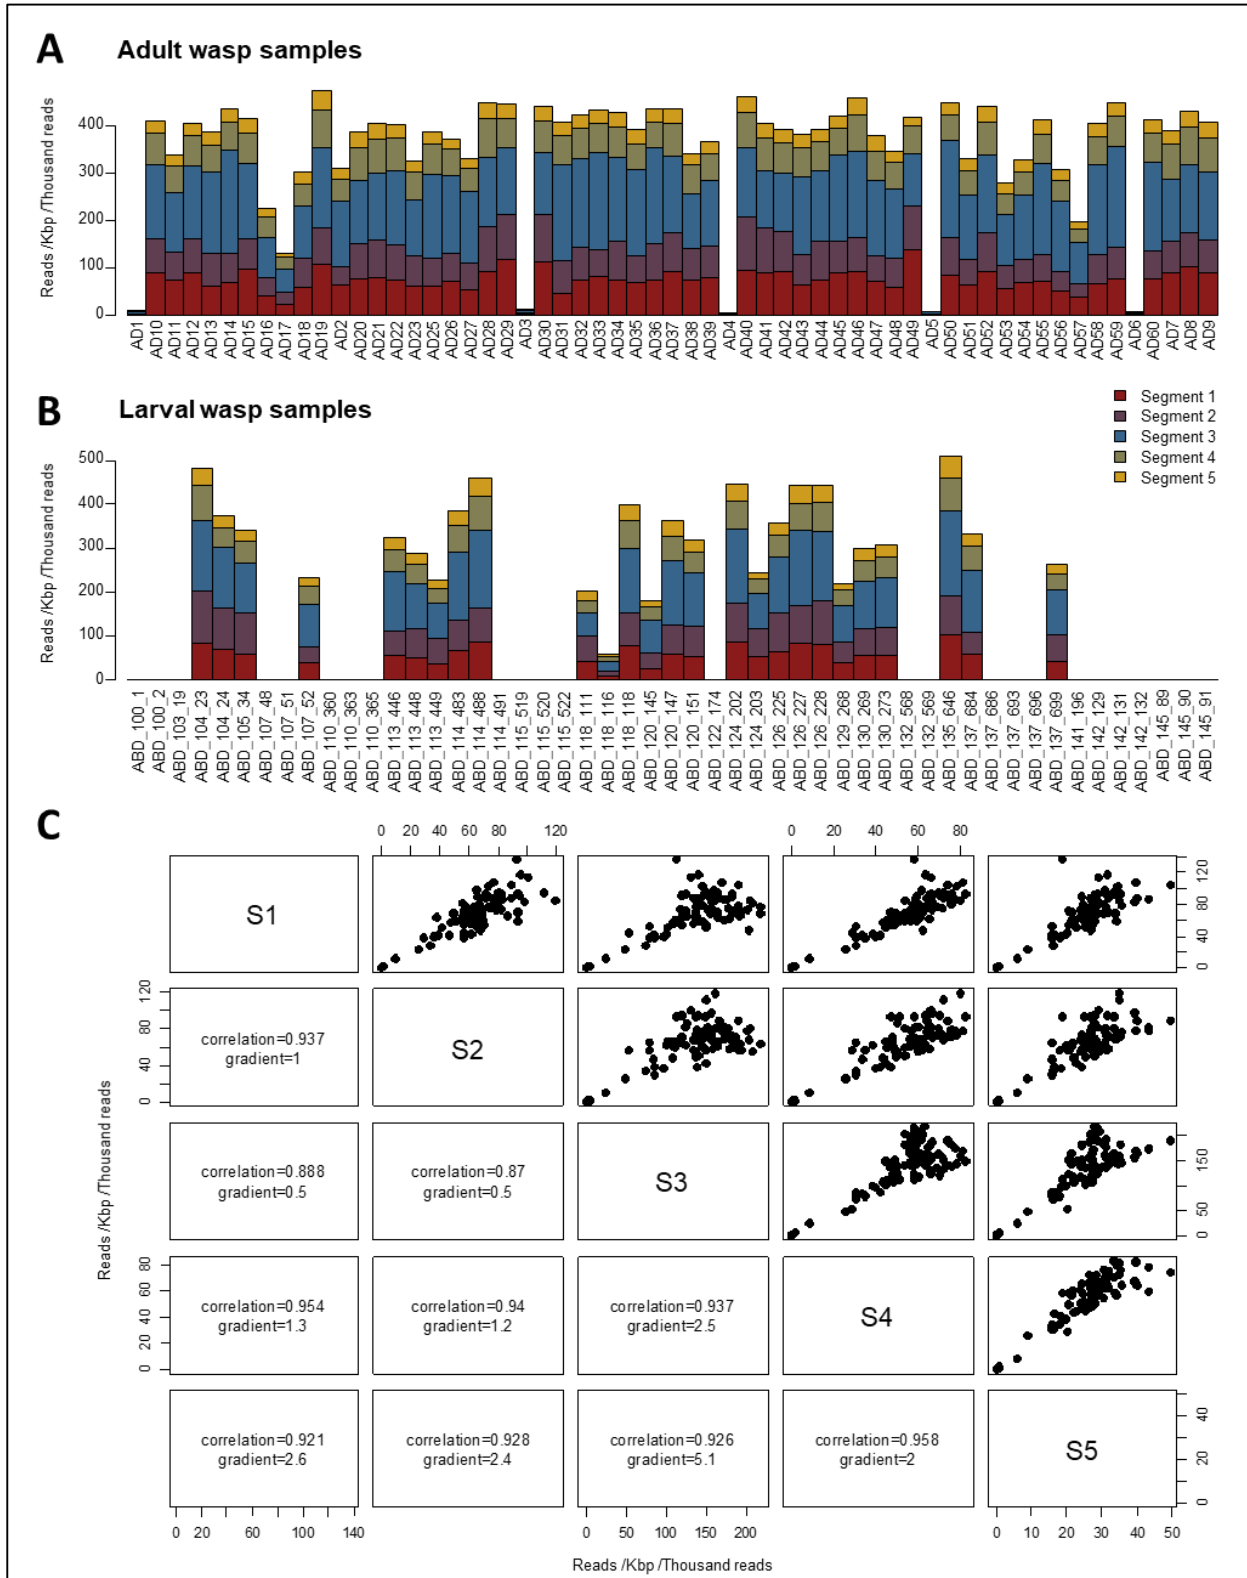 A Adult wasp samples
Reads /Kbp /Thousand reads
400
300
200
100
0
AD1 AD10 AD11 AD12 AD13 AD14 AD15 AD16 AD17 AD18 AD19 AD2 AD20 AD21 AD22 AD23 AD25 AD26 AD27 AD28 AD29 AD3 AD30 AD31 AD32 AD33 AD34 AD35 AD36 AD37 AD38 AD39 AD4 AD40 AD41 AD42 AD43 AD44 AD45 AD46 AD47 AD48 AD49 AD5 AD50 AD51 AD52 AD53 AD54 AD55 AD56 AD57 AD58 AD59 AD6 AD60 AD7 AD8 AD9
B Larval wasp samples
Segment 1
Segment 2
Segment 3
Segment 4
Segment 5
Reads /Kbp /Thousand reads
500
400
300
200
100
0
ABD_100_1 ABD_100_2 ABD_103_19 ABD_104_23 ABD_104_24 ABD_105_34 ABD_107_48 ABD_107_51 ABD_107_52 ABD_110_360 ABD_110_363 ABD_110_365 ABD_113_446 ABD_113_448 ABD_113_449 ABD_114_483 ABD_114_488 ABD_114_491 ABD_115_519 ABD_115_520 ABD_115_522 ABD_118_111 ABD_118_116 ABD_118_118 ABD_120_145 ABD_120_147 ABD_120_151 ABD_122_174 ABD_124_202 ABD_124_203 ABD_126_225 ABD_126_227 ABD_126_228 ABD_129_268 ABD_130_269 ABD_130_273 ABD_132_568 ABD_132_569 ABD_135_646 ABD_137_684 ABD_137_686 ABD_137_693 ABD_137_696 ABD_137_699 ABD_141_196 ABD_142_129 ABD_142_131 ABD_142_132 ABD_145_89 ABD_145_90 ABD_145_91
C
0 20 40 60 80 120
0 20 40 60 80
S1
120
80
40
0
120
80
40
0
correlation=0.937
gradient=1
S2
correlation=0.888
gradient=0.5
correlation=0.87
gradient=0.5
S3
150
50
0
Reads /Kbp /Thousand reads
80
60
40
20
0
correlation=0.954
gradient=1.3
correlation=0.94
gradient=1.2
correlation=0.937
gradient=2.5
S4
correlation=0.921
gradient=2.6
correlation=0.928
gradient=2.4
correlation=0.926
gradient=5.1
correlation=0.958
gradient=2
S5
40
20
0
0 20 60 100 140
0 50 100 200
0 10 20 30 40 50
Reads /Kbp /Thousand reads